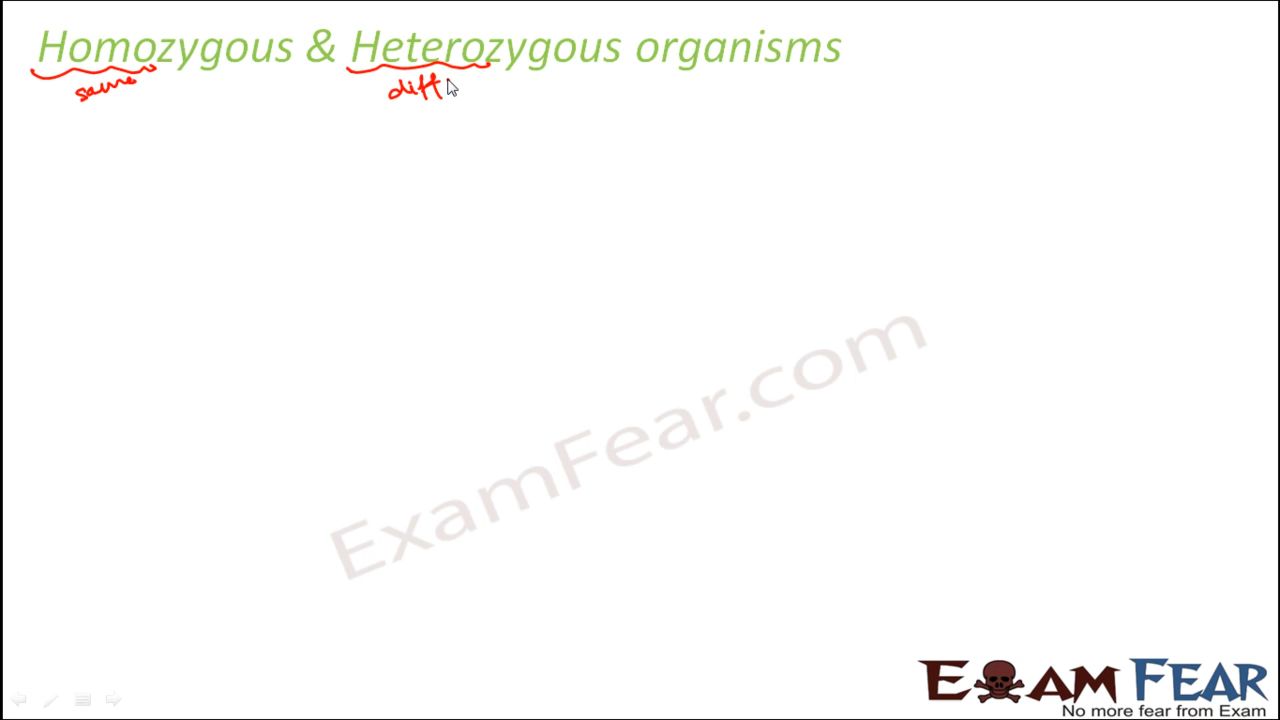 Homozygous & Heterozygous organisms
same diff
ExamFear.com
EXAM FEAR
No more fear from Exam